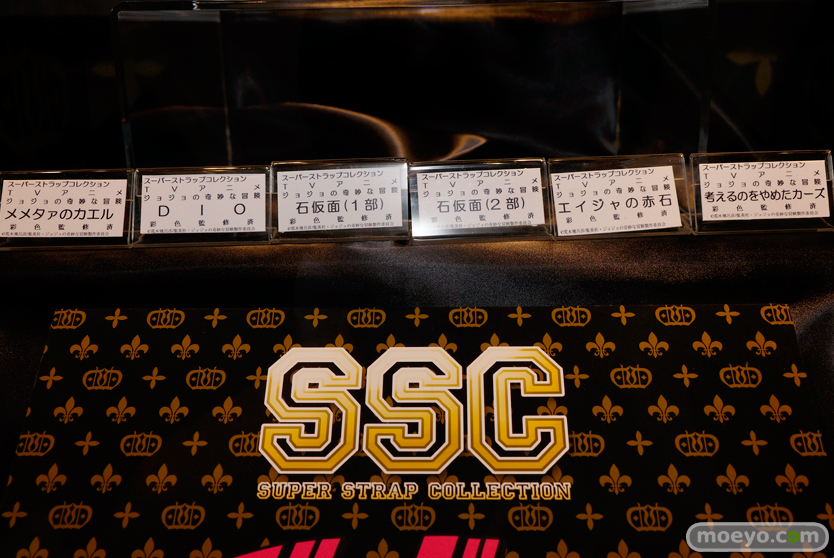 スーパーストラップコレクション
TVアニメ
ジョジョの奇妙な冒険
メメタァのカエル
彩色監修済
スーパーストラップコレクション
TVアニメ
ジョジョの奇妙な冒険
DIO
彩色監修済
スーパーストラップコレクション
TVアニメ
ジョジョの奇妙な冒険
石仮面(1部)
彩色監修済
スーパーストラップコレクション
TVアニメ
ジョジョの奇妙な冒険
石仮面(2部)
彩色監修済
スーパーストラップコレクション
TVアニメ
ジョジョの奇妙な冒険
エイジャの赤石
彩色監修済
スーパーストラップコレクション
TVアニメ
ジョジョの奇妙な冒険
考えるのをやめたカーズ
彩色監修済
SSC
SUPER STRAP COLLECTION
moeyo.com